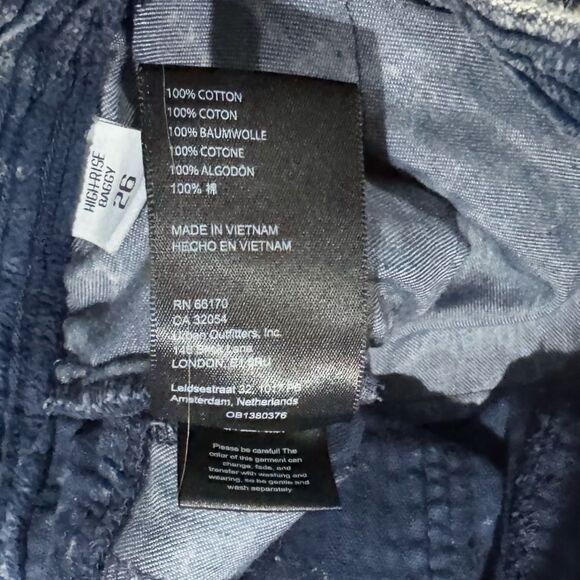 100% COTTON
100% COTON
100% BAUMWOLLE
100% COTONE
100% ALGODÓN
100% 棉
MADE IN VIETNAM
HECHO EN VIETNAM
RN 66170
CA 32054
Urban Outfitters, Inc.
LONDON,
Leidsestraat 32, 1017 PB
Amsterdam, Netherlands
OB1380376
Please be careful! The
color of this garment can
change, fade, and
transfer with washing and
wearing, so be gentle and
wash separately
HIGH-RISE
BAGGY
26